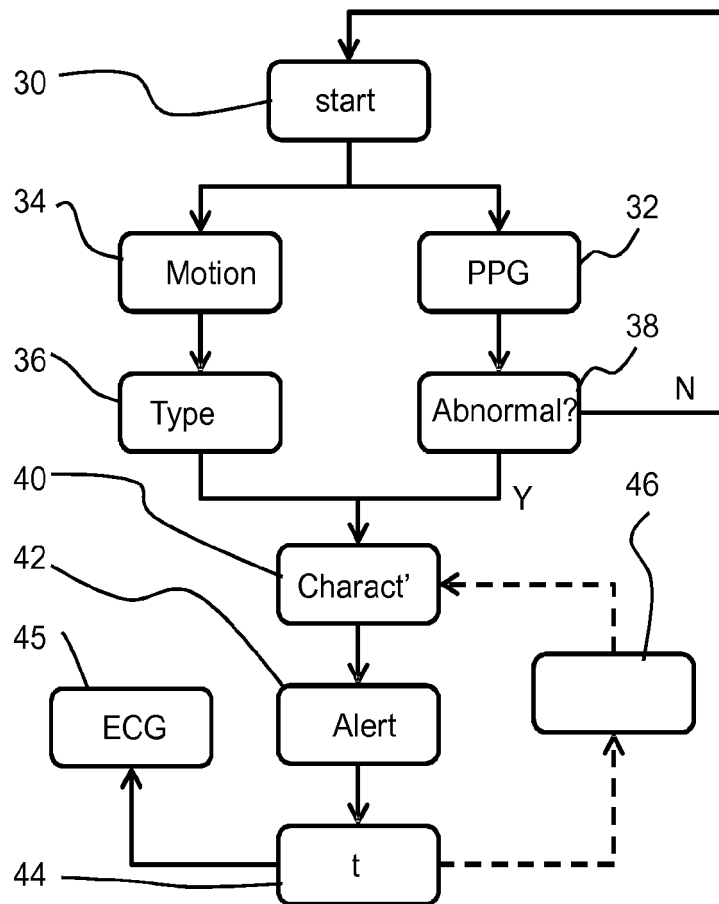 30
start
34
32
Motion
PPG
36
38
Type
Abnormal?
N
40
Y
46
42
Charact'
45
ECG
Alert
44
t